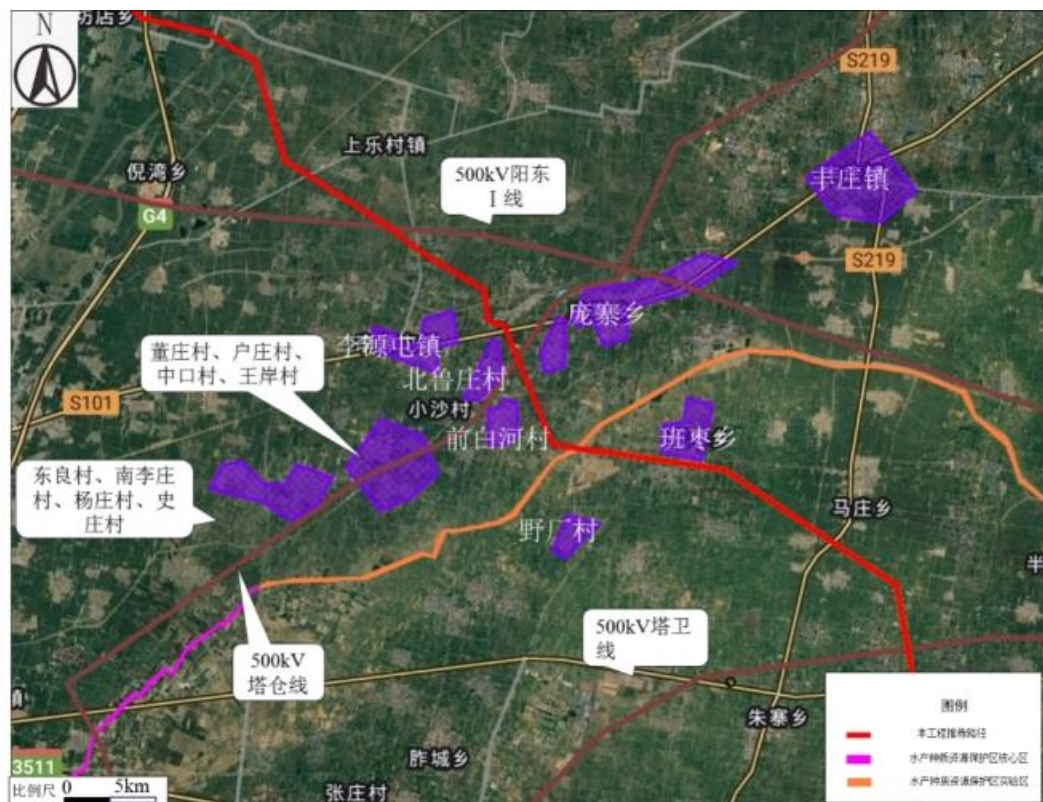 N
坊店乡
S219
上乐村镇
倪湾乡
500kV阳东
Ⅰ线
丰庄镇
G4
S219
庞寨乡
李源屯镇
董庄村、户庄村、
中口村、王岸村
北鲁庄村
S101
小沙村
前白河村
班枣乡
东良村、南李庄
村、杨庄村、史
庄村
马庄乡
野厂村
半
500kV塔卫
线
500kV
塔仓线
镇
图例
本工程推荐路径
朱寨乡
水产种质资源保护区核心区
3511
胙城乡
水产种质资源保护区实验区
比例尺 0 5km
张庄村